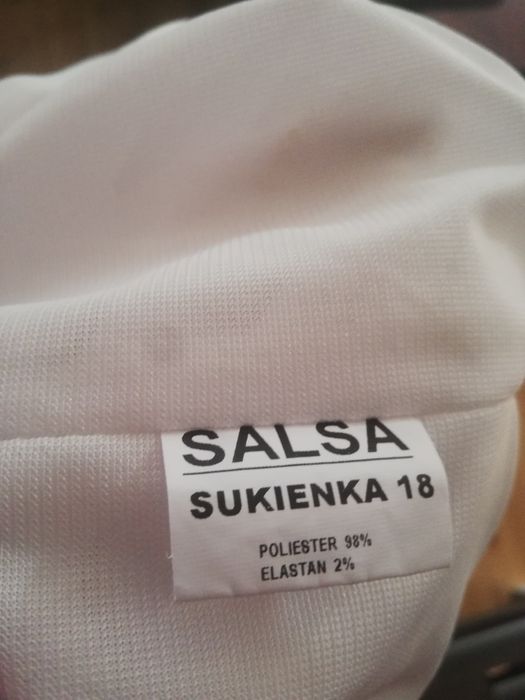 SALSA
SUKIENKA 18
POLIESTER 98%
ELASTAN 2%